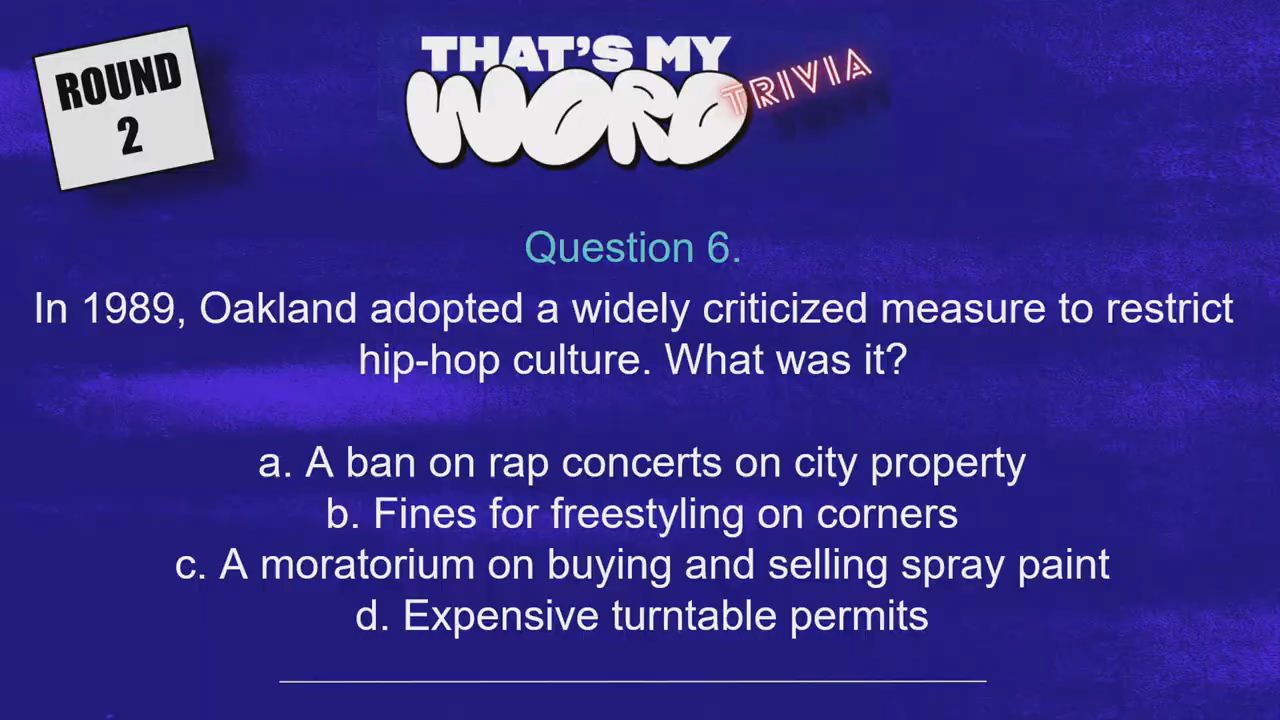 ROUND
2
THAT'S MY
WORD
TRIVIA
Question 6.
In 1989, Oakland adopted a widely criticized measure to restrict
hip-hop culture. What was it?
a. A ban on rap concerts on city property
b. Fines for freestyling on corners
c. A moratorium on buying and selling spray paint
d. Expensive turntable permits